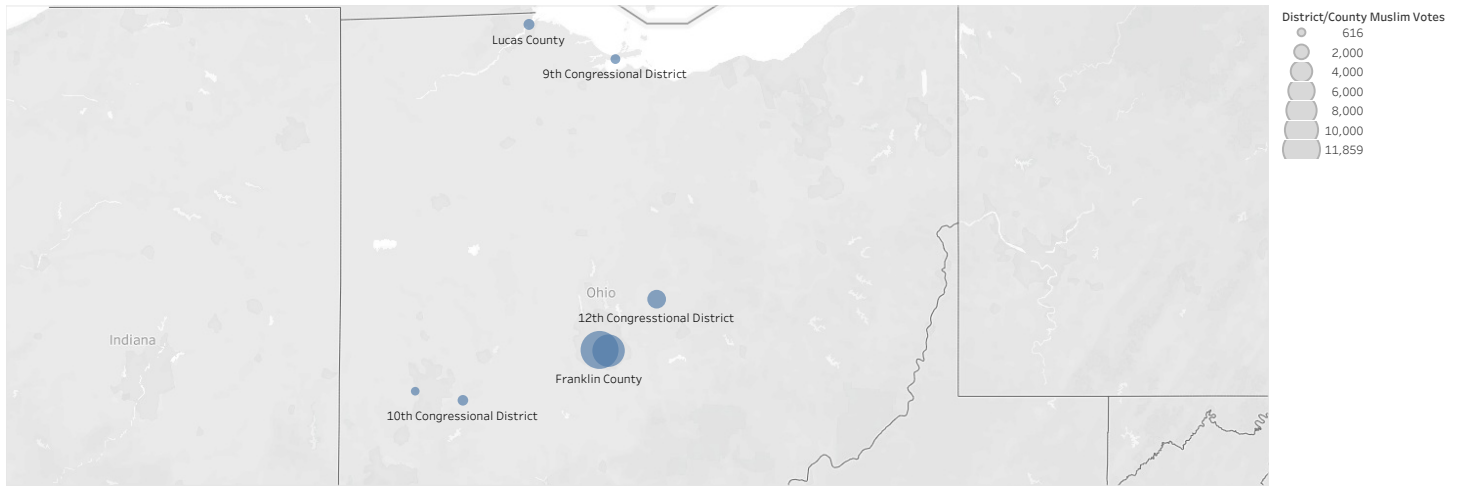 District/County Muslim Votes
616
2,000
4,000
6,000
8,000
10,000
11,859
Lucas County
9th Congressional District
Ohio
12th Congresstional District
Indiana
Franklin County
10th Congressional District